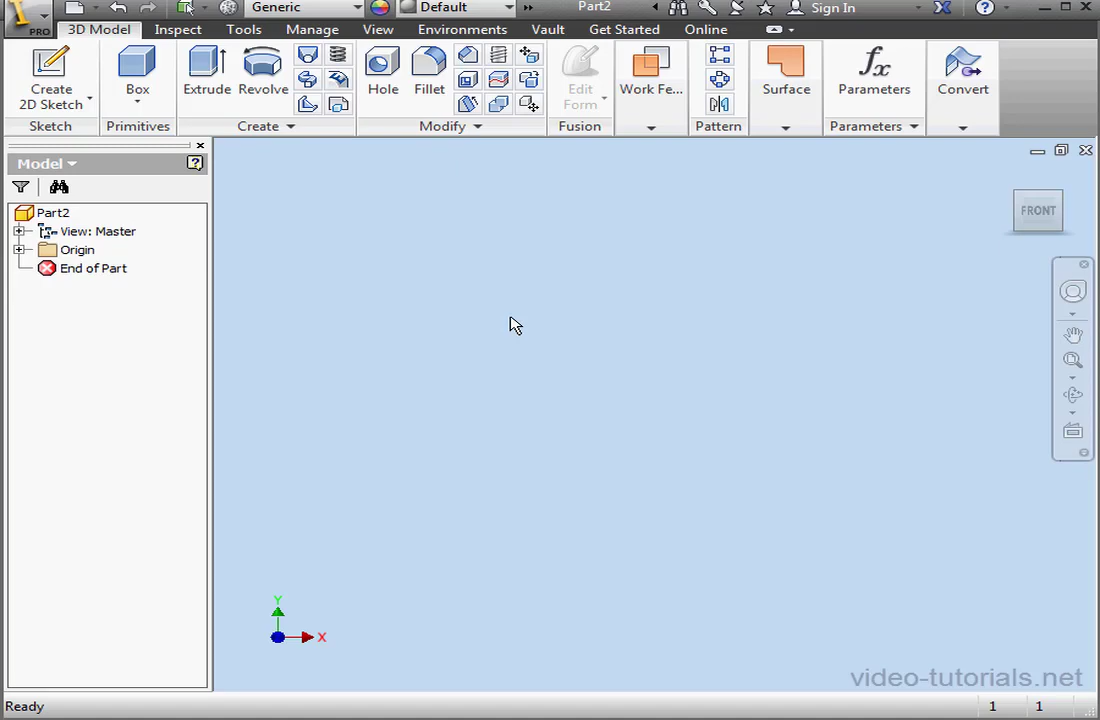 PRO
Generic
Default
Part2
Sign In
3D Model
Inspect
Tools
Manage
View
Environments
Vault
Get Started
Online
Create
2D Sketch
Box
Extrude
Revolve
Hole
Fillet
Edit
Form
Work Fe...
Surface
fx
Parameters
Convert
Sketch
Primitives
Create
Modify
Fusion
Pattern
Parameters
Model
Part2
View: Master
Origin
End of Part
FRONT
Y
X
video-tutorials.net
Ready
1
1